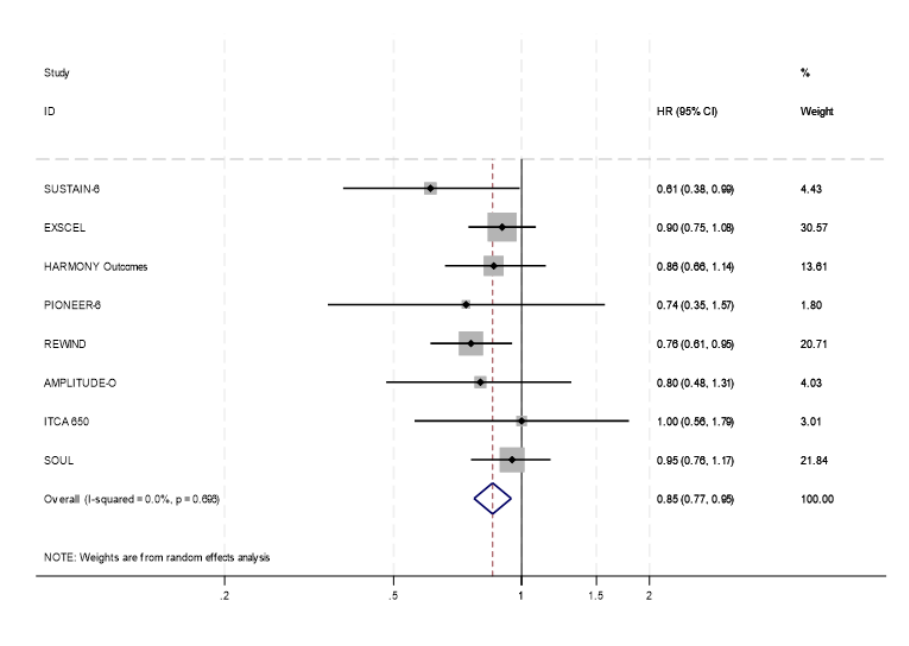 Study %
ID HR (95% CI) Weight
SUSTAIN-6 0.61 (0.38, 0.99) 4.43
EXSCEL 0.90 (0.75, 1.08) 30.57
HARMONY Outcomes 0.86 (0.66, 1.14) 13.61
PIONEER-6 0.74 (0.35, 1.57) 1.80
REWIND 0.76 (0.61, 0.95) 20.71
AMPLITUDE-O 0.80 (0.48, 1.31) 4.03
ITCA 650 1.00 (0.56, 1.79) 3.01
SOUL 0.95 (0.76, 1.17) 21.84
Overall (I-squared = 0.0%, p = 0.693) 0.85 (0.77, 0.95) 100.00
NOTE: Weights are from random effects analysis
.2 .5 1 1.5 2